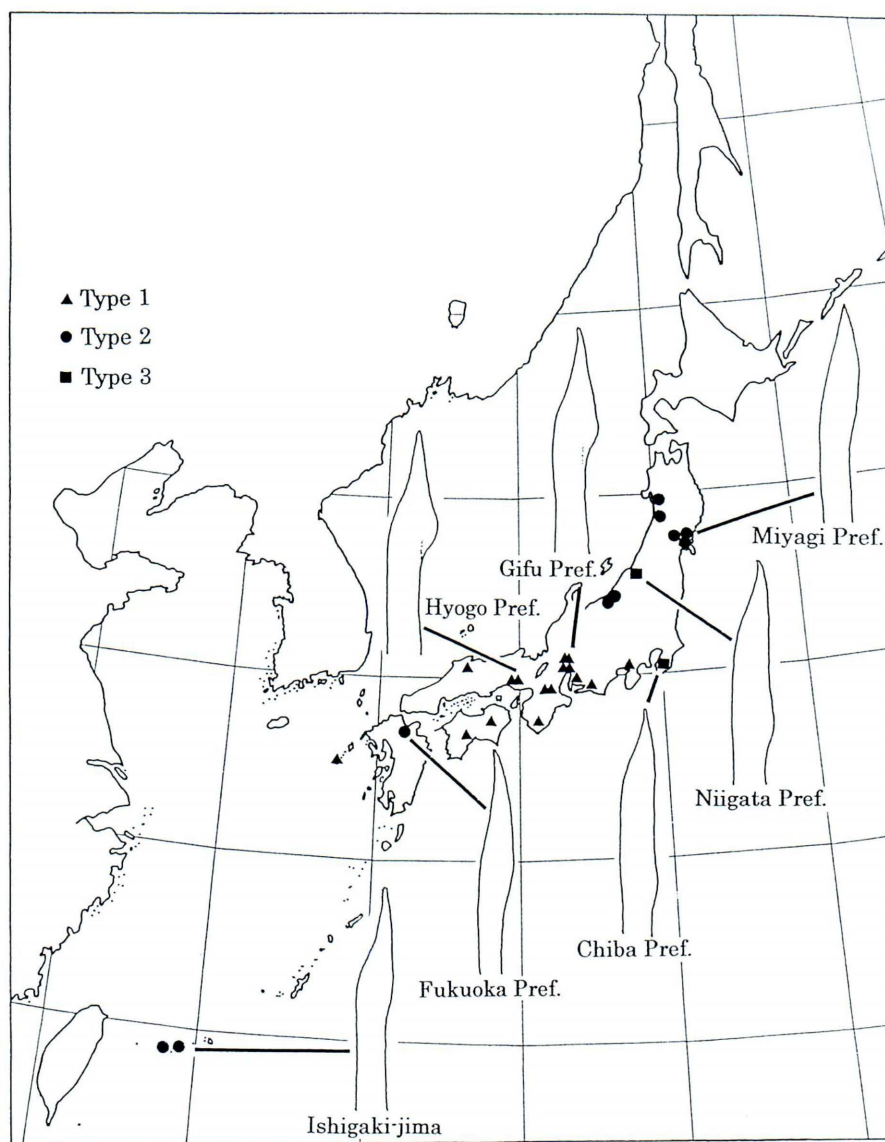 ▲ Type 1
● Type 2
■ Type 3
Miyagi Pref.
Gifu Pref.
Hyogo Pref.
Niigata Pref.
Chiba Pref.
Fukuoka Pref.
Ishigaki-jima